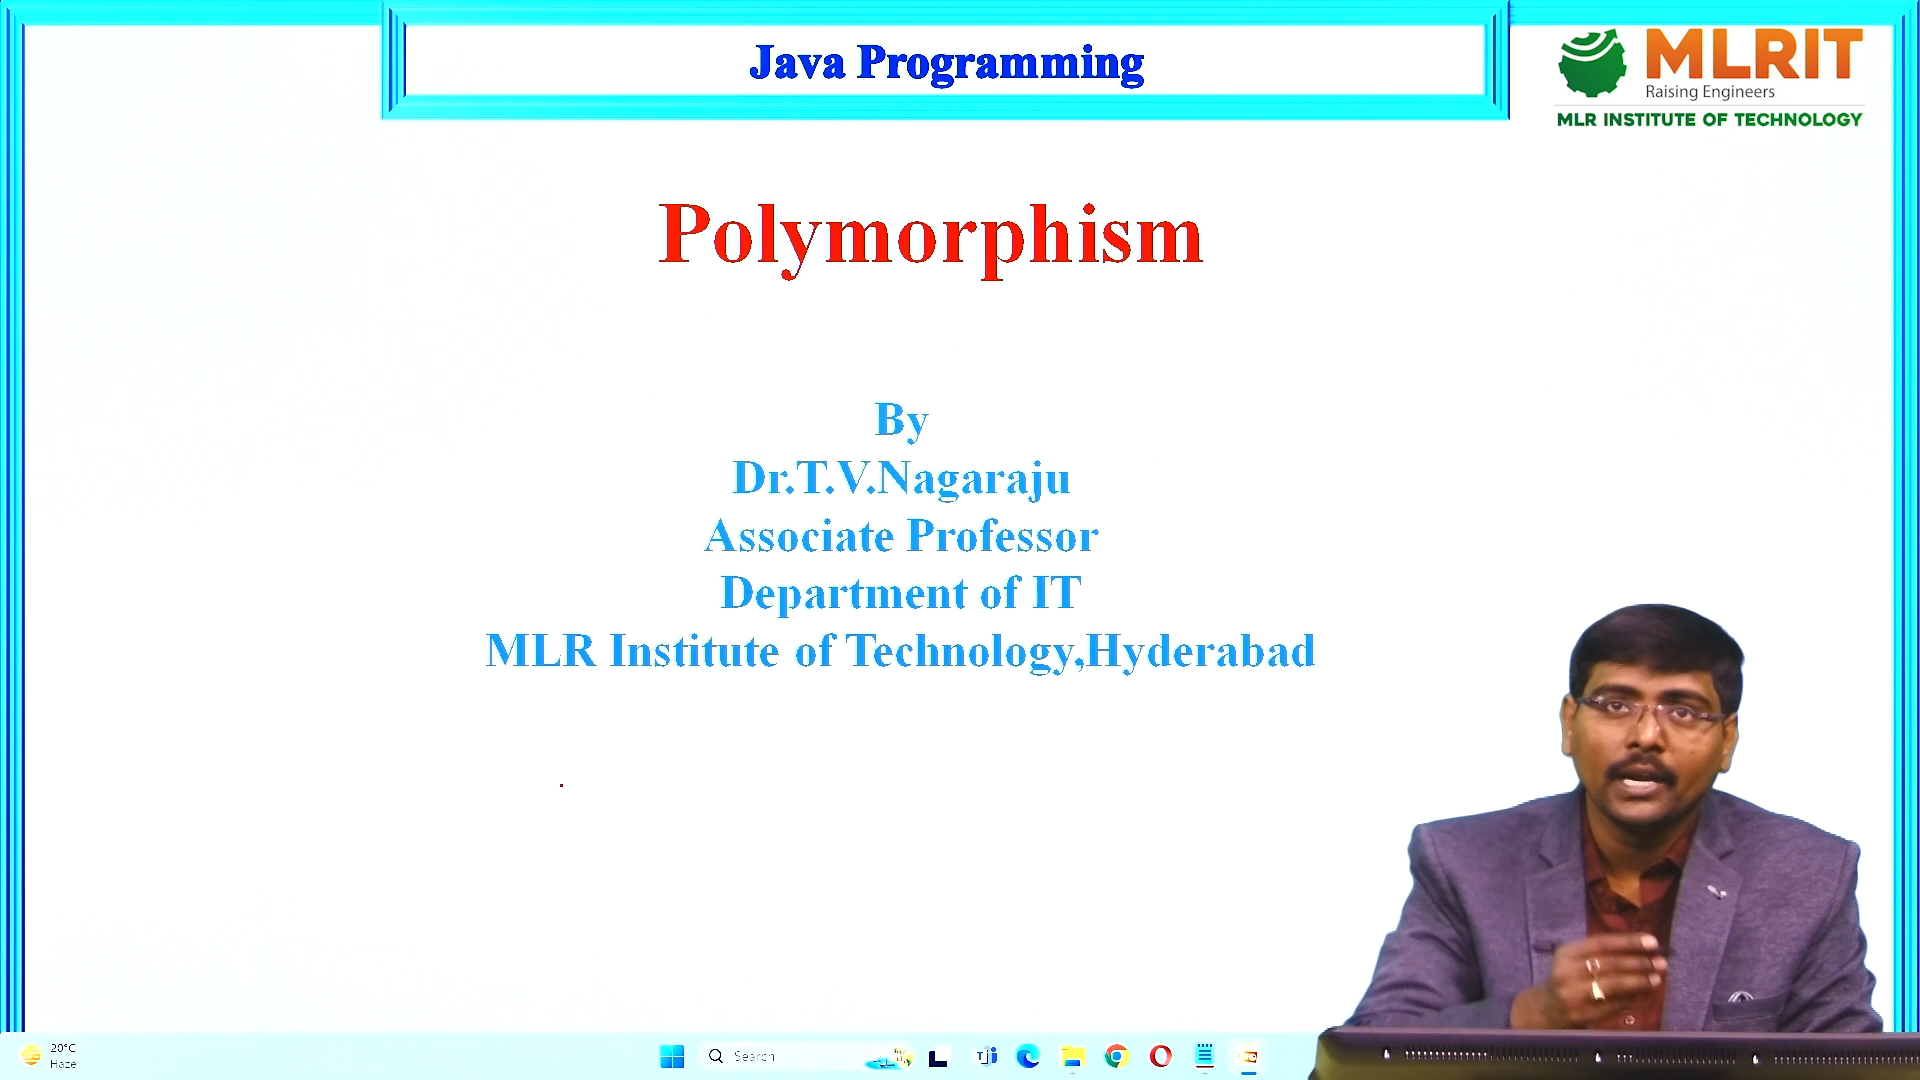 Java Programming
MLRIT
Raising Engineers
MLR INSTITUTE OF TECHNOLOGY
Polymorphism
By
Dr.T.V.Nagaraju
Associate Professor
Department of IT
MLR Institute of Technology,Hyderabad
20°C
Haze
Search